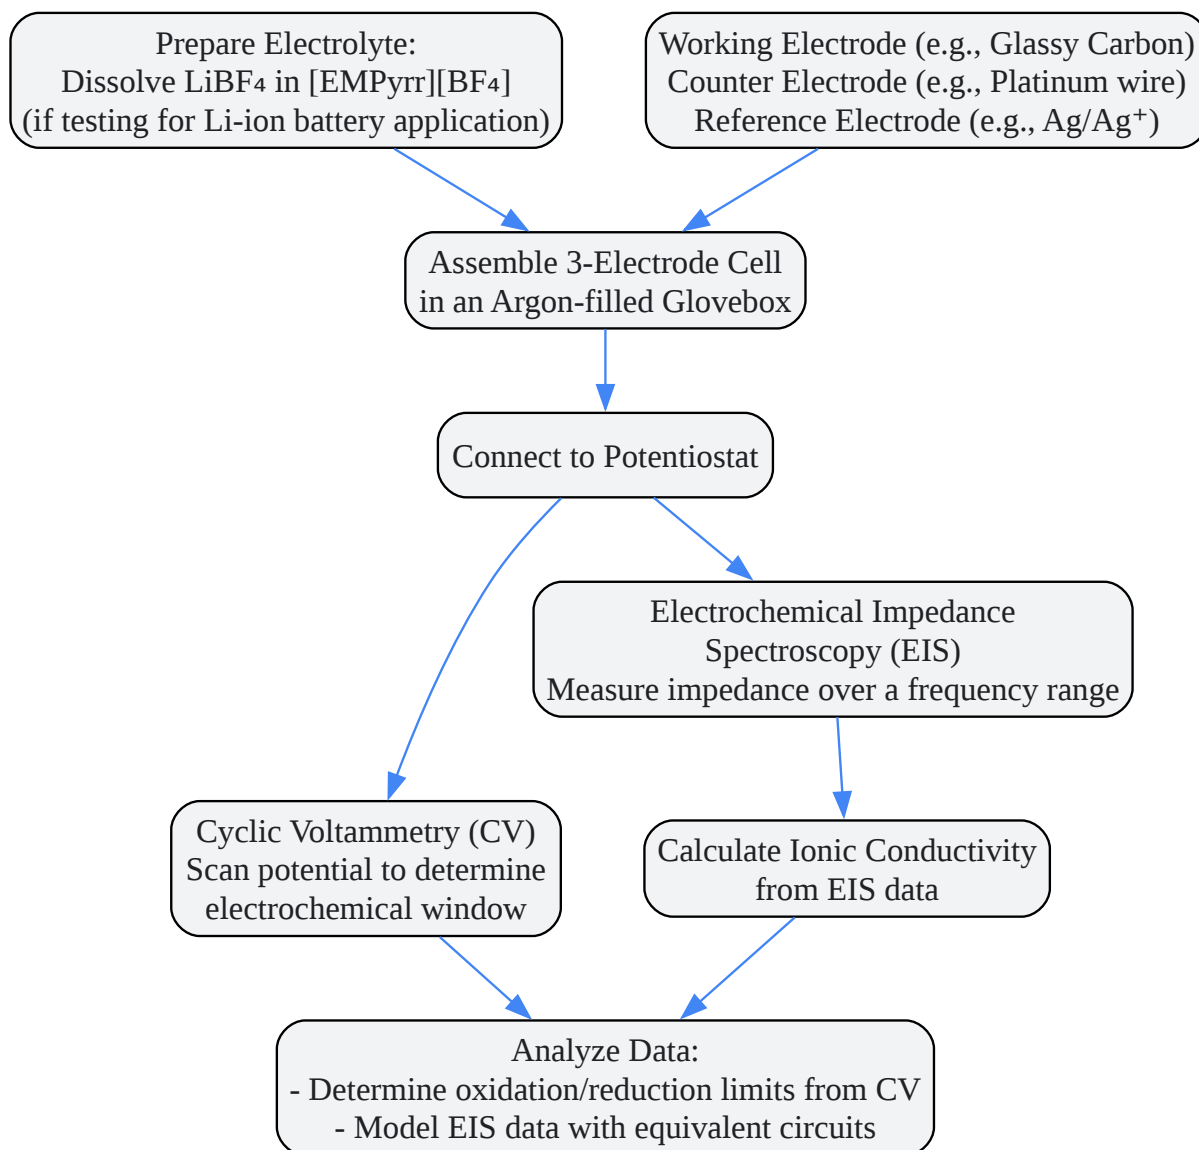 Prepare Electrolyte:
Dissolve LiBF₄ in [EMPyrr][BF₄]
(if testing for Li-ion battery application)
Working Electrode (e.g., Glassy Carbon)
Counter Electrode (e.g., Platinum wire)
Reference Electrode (e.g., Ag/Ag⁺)
Assemble 3-Electrode Cell
in an Argon-filled Glovebox
Connect to Potentiostat
Electrochemical Impedance
Spectroscopy (EIS)
Measure impedance over a frequency range
Cyclic Voltammetry (CV)
Scan potential to determine
electrochemical window
Calculate Ionic Conductivity
from EIS data
Analyze Data:
- Determine oxidation/reduction limits from CV
- Model EIS data with equivalent circuits